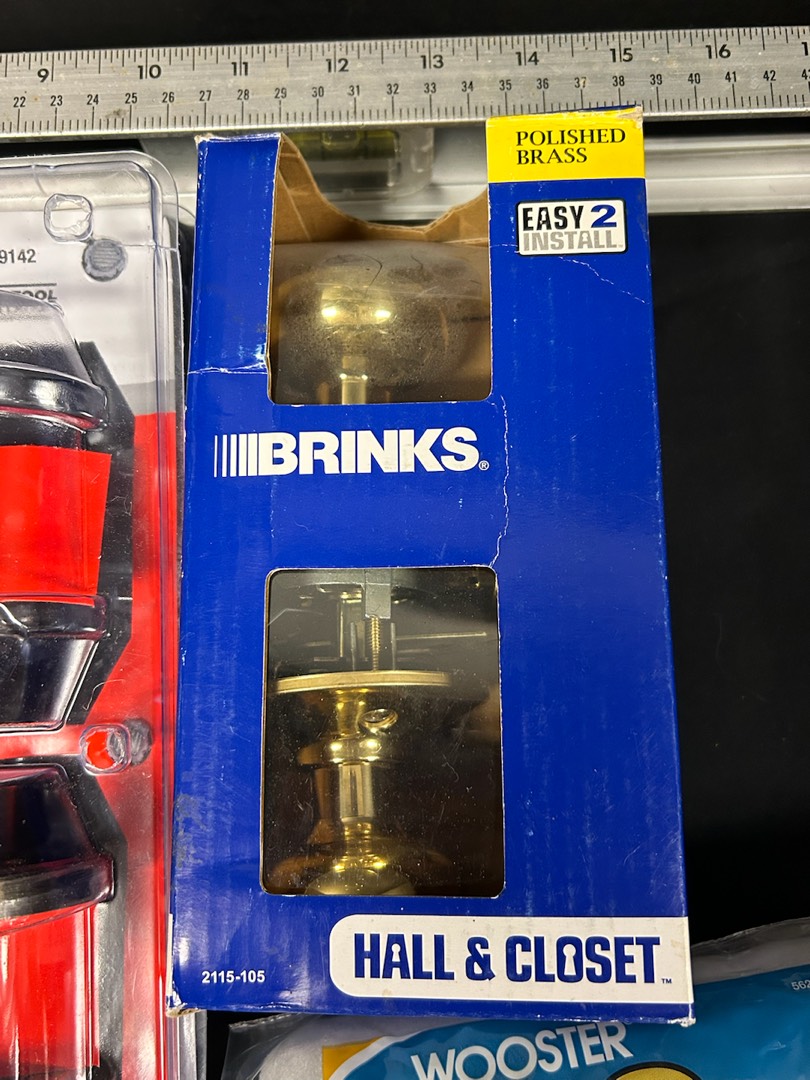 9 10 11 12 13 14 15 16
22 23 24 25 26 27 28 29 30 31 32 33 34 35 36 37 38 39 40 41 42
POLISHED
BRASS
EASY 2
INSTALL
9142
BRINKS®
HALL & CLOSET™
2115-105
WOOSTER